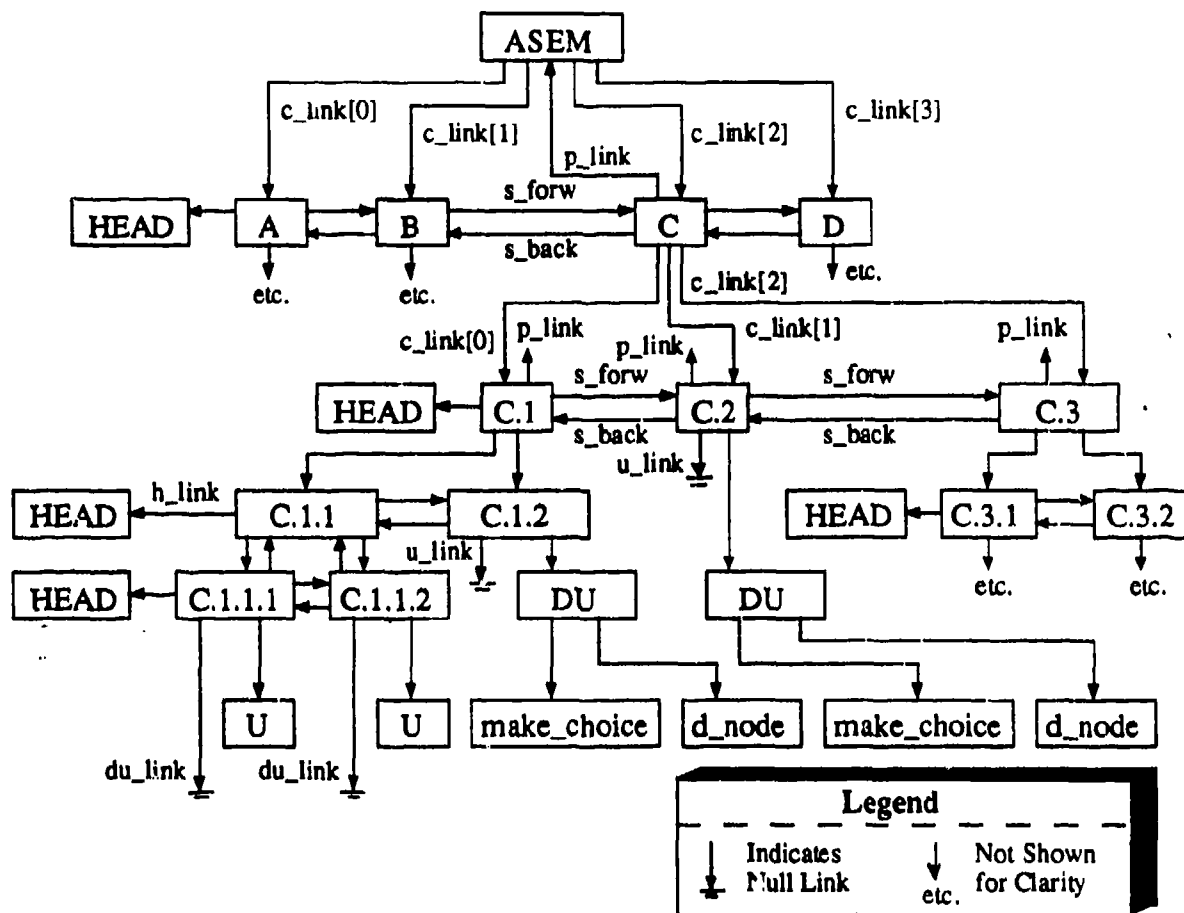 ASEM
c_link[0]
c_link[1]
p_link
c_link[2]
c_link[3]
HEAD
A
B
s_forw
C
D
s_back
etc.
etc.
etc.
c_link[2]
c_link[0]
p_link
p_link
c_link[1]
p_link
HEAD
C.1
s_forw
C.2
s_forw
C.3
s_back
s_back
u_link
HEAD
h_link
C.1.1
C.1.2
HEAD
C.3.1
C.3.2
u_link
etc.
etc.
HEAD
C.1.1.1
C.1.1.2
DU
DU
U
U
make_choice
d_node
make_choice
d_node
du_link
du_link
Legend
Indicates
Null Link
etc.
Not Shown
for Clarity